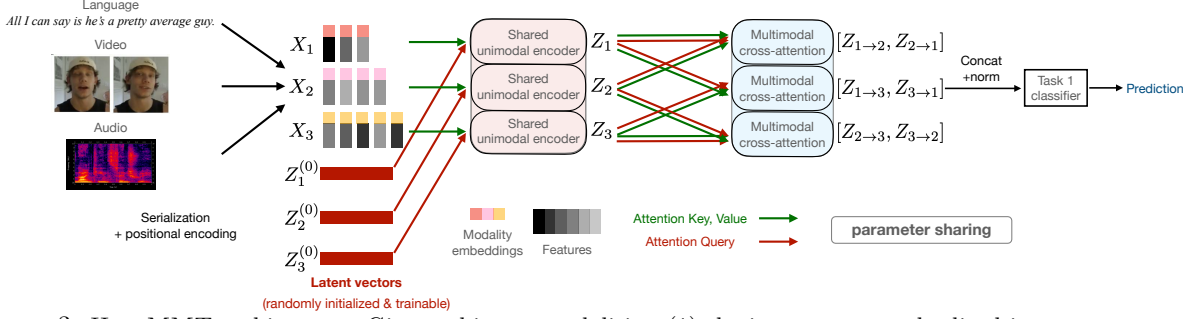 Language
All I can say is he's a pretty average guy.
Video
Audio
Serialization
+ positional encoding
X1
X2
X3
Z1(0)
Z2(0)
Z3(0)
Latent vectors
(randomly initialized & trainable)
Shared
unimodal encoder
Shared
unimodal encoder
Shared
unimodal encoder
Z1
Z2
Z3
Modality
embeddings
Features
Attention Key, Value
Attention Query
Multimodal
cross-attention
Multimodal
cross-attention
Multimodal
cross-attention
[Z1→2, Z2→1]
[Z1→3, Z3→1]
[Z2→3, Z3→2]
Concat
+norm
Task 1
classifier
Prediction
parameter sharing